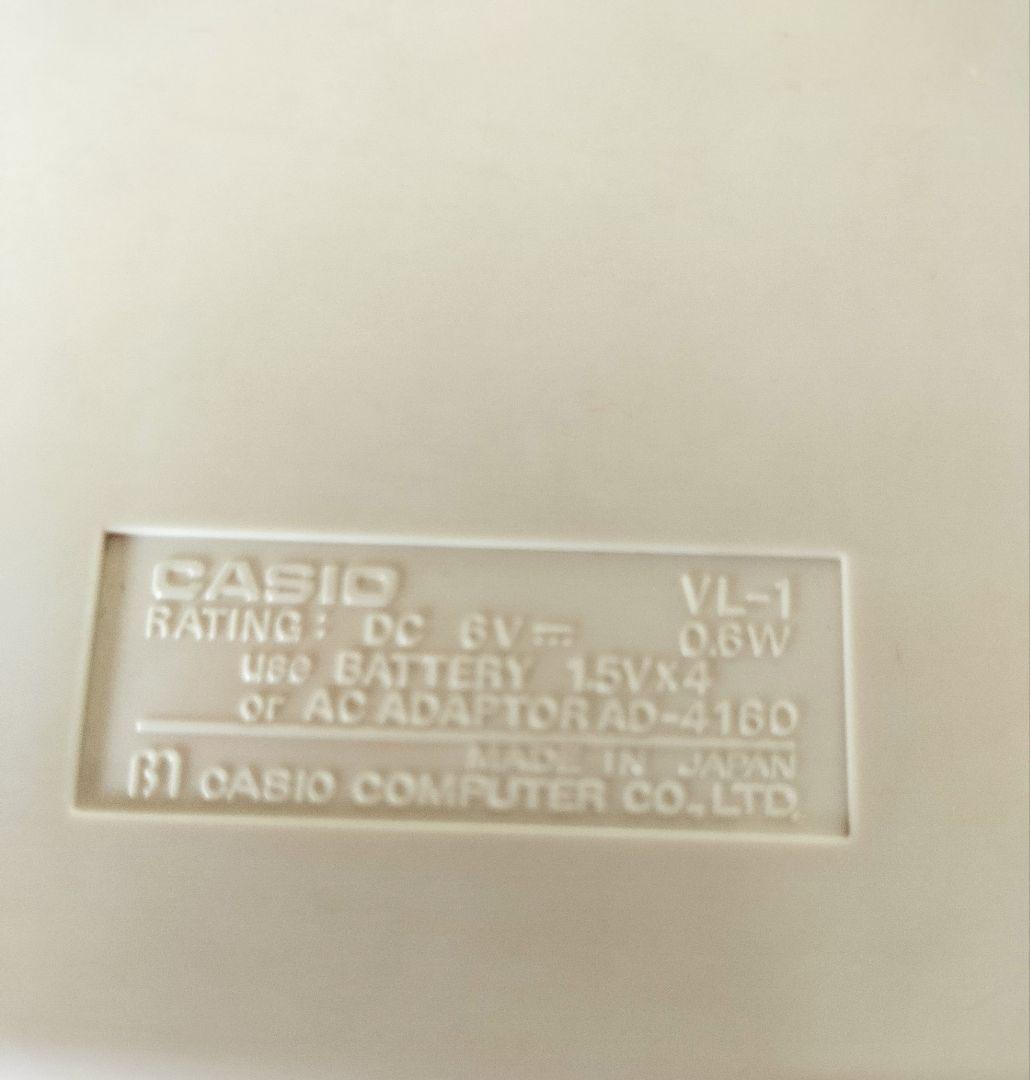 CASIO VL-1
RATING: DC 6V⎓ 0.6W
use BATTERY 1.5V×4
or AC ADAPTOR AD-4160
MADE IN JAPAN
CASIO COMPUTER CO.,LTD.